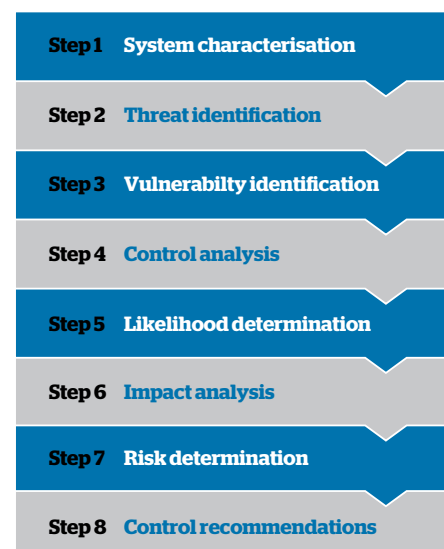 Step 1 System characterisation
Step 2 Threat identification
Step 3 Vulnerabilty identification
Step 4 Control analysis
Step 5 Likelihood determination
Step 6 Impact analysis
Step 7 Risk determination
Step 8 Control recommendations